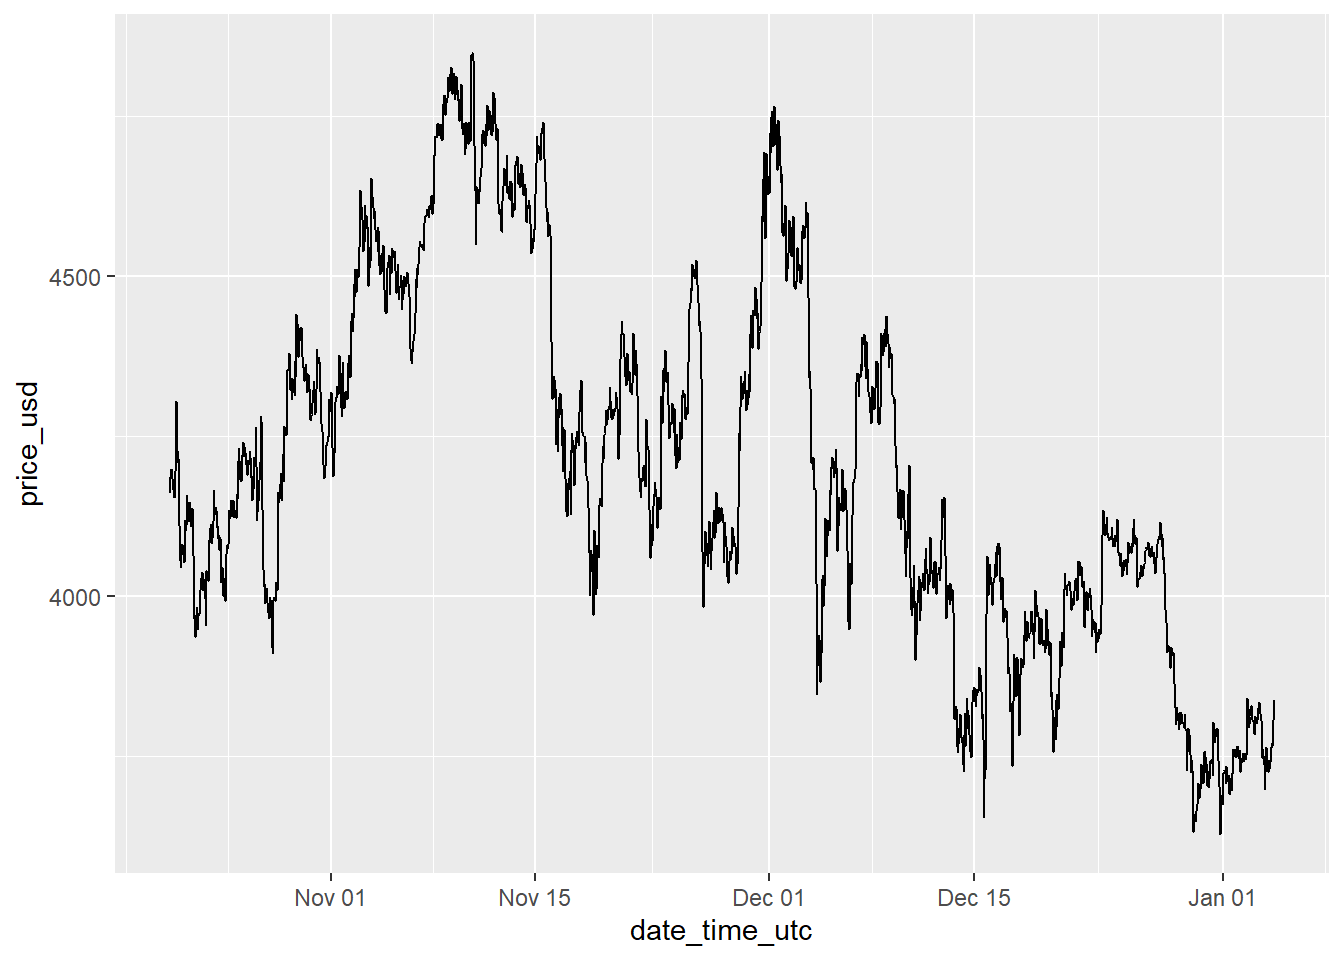 price_usd
4500
4000
Nov 01
Nov 15
Dec 01
Dec 15
Jan 01
date_time_utc